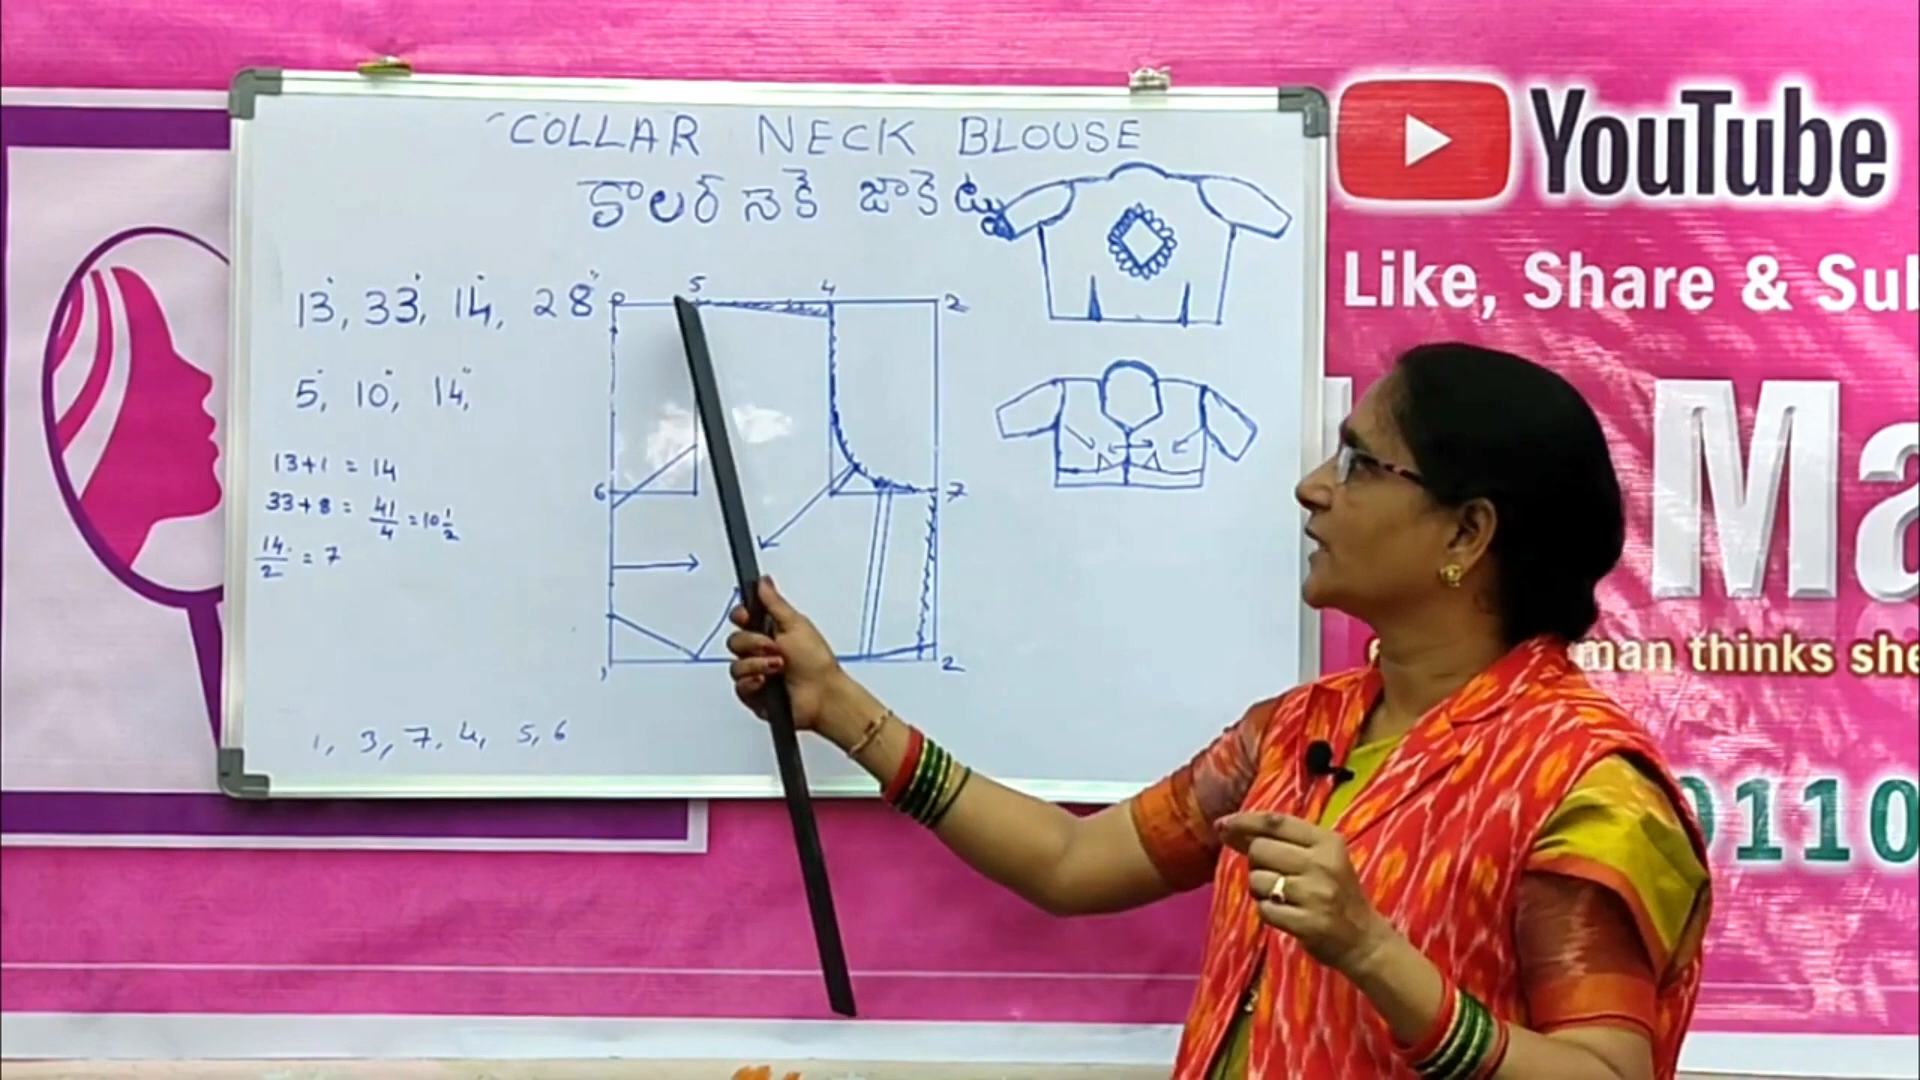 COLLAR NECK BLOUSE
కాలర్ నెక్ జాకెట్టు
13", 33", 14", 28"
5", 10", 14",
13+1 = 14
33+8 = 41/4 = 10 1/2
14/2 = 7
1, 3, 7, 4, 5, 6
0 5 4 2
6 7
1 2
YouTube
Like, Share & Su
Ma
man thinks she
0110